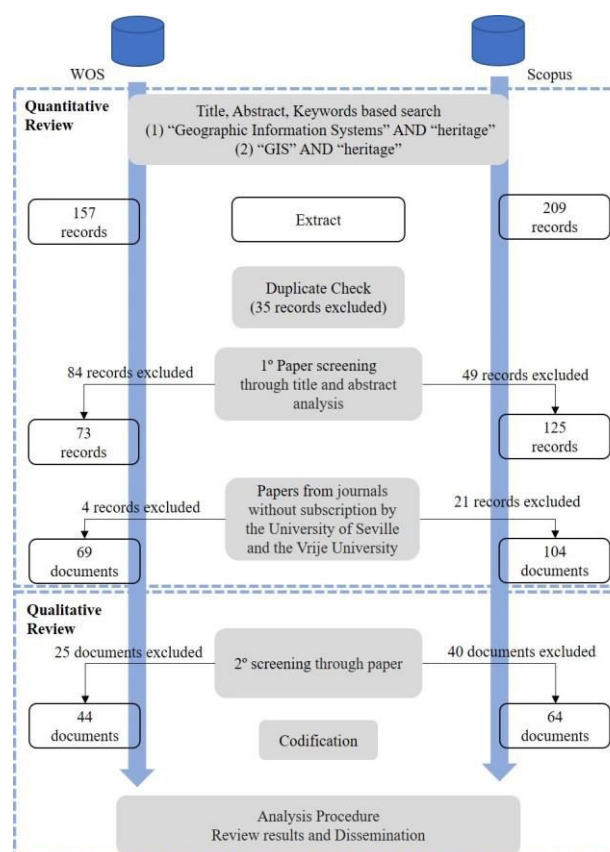 WOS
Scopus
Quantitative
Review
Title, Abstract, Keywords based search
(1) “Geographic Information Systems” AND “heritage”
(2) “GIS” AND “heritage”
157
records
Extract
209
records
Duplicate Check
(35 records excluded)
84 records excluded
1º Paper screening
through title and abstract
analysis
49 records excluded
73
records
125
records
4 records excluded
Papers from journals
without subscription by
the University of Seville
and the Vrije University
21 records excluded
69
documents
104
documents
Qualitative
Review
25 documents excluded
2º screening through paper
40 documents excluded
44
documents
64
documents
Codification
Analysis Procedure
Review results and Dissemination